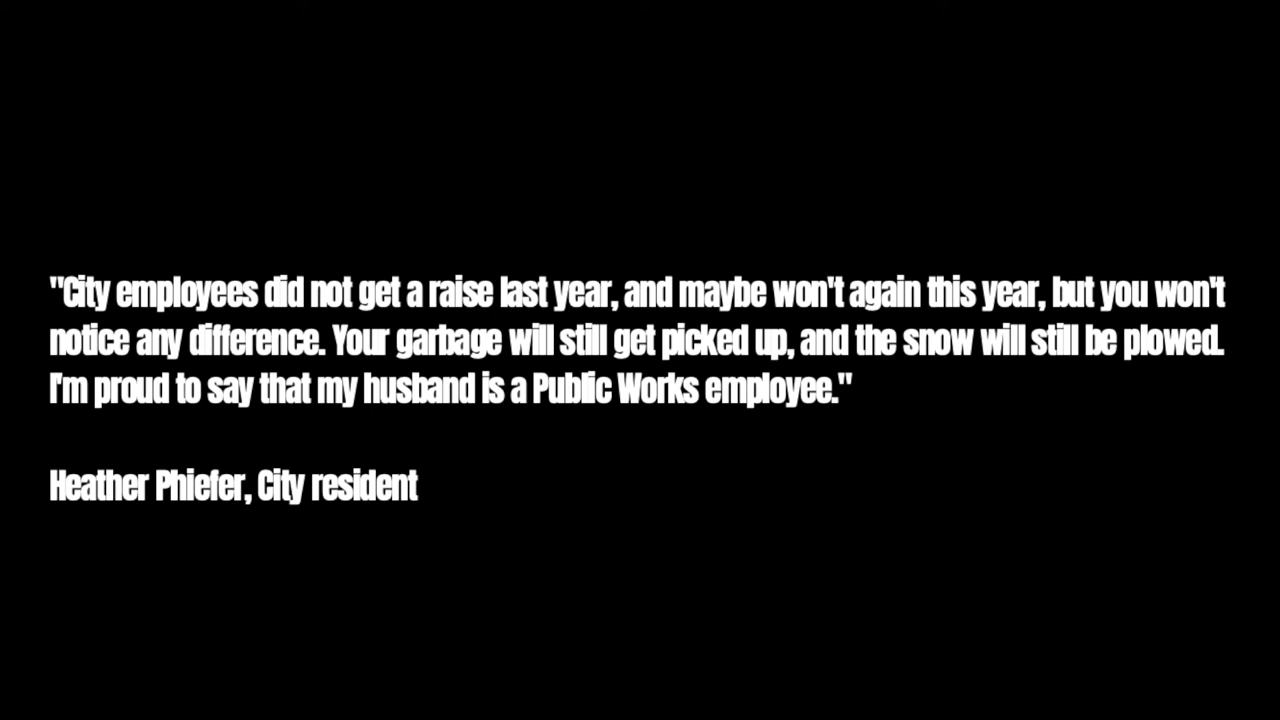 "City employees did not get a raise last year, and maybe won't again this year, but you won't
notice any difference. Your garbage will still get picked up, and the snow will still be plowed.
I'm proud to say that my husband is a Public Works employee."
Heather Phiefer, City resident